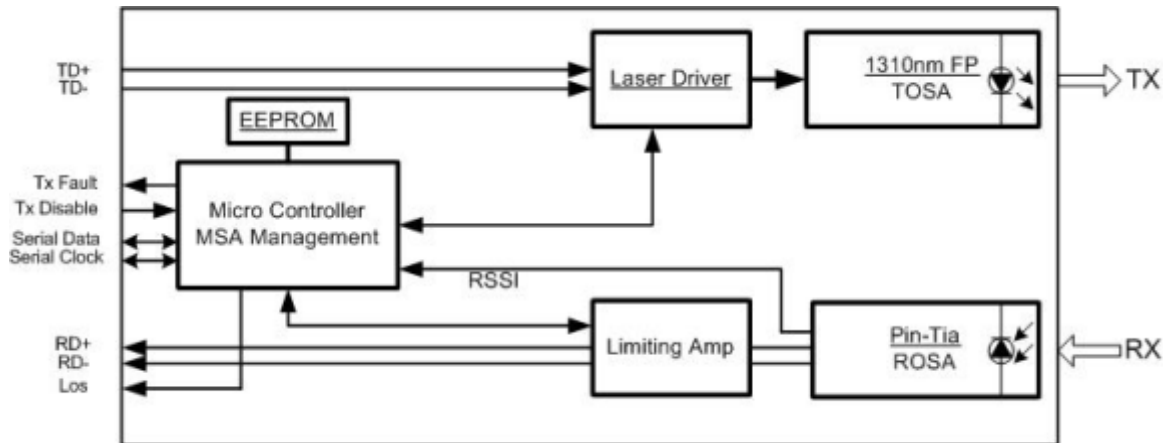 TD+
TD-
Laser Driver
1310nm FP
TOSA
TX
EEPROM
Tx Fault
Tx Disable
Serial Data
Serial Clock
Micro Controller
MSA Management
RSSI
RD+
RD-
Los
Limiting Amp
Pin-Tia
ROSA
RX